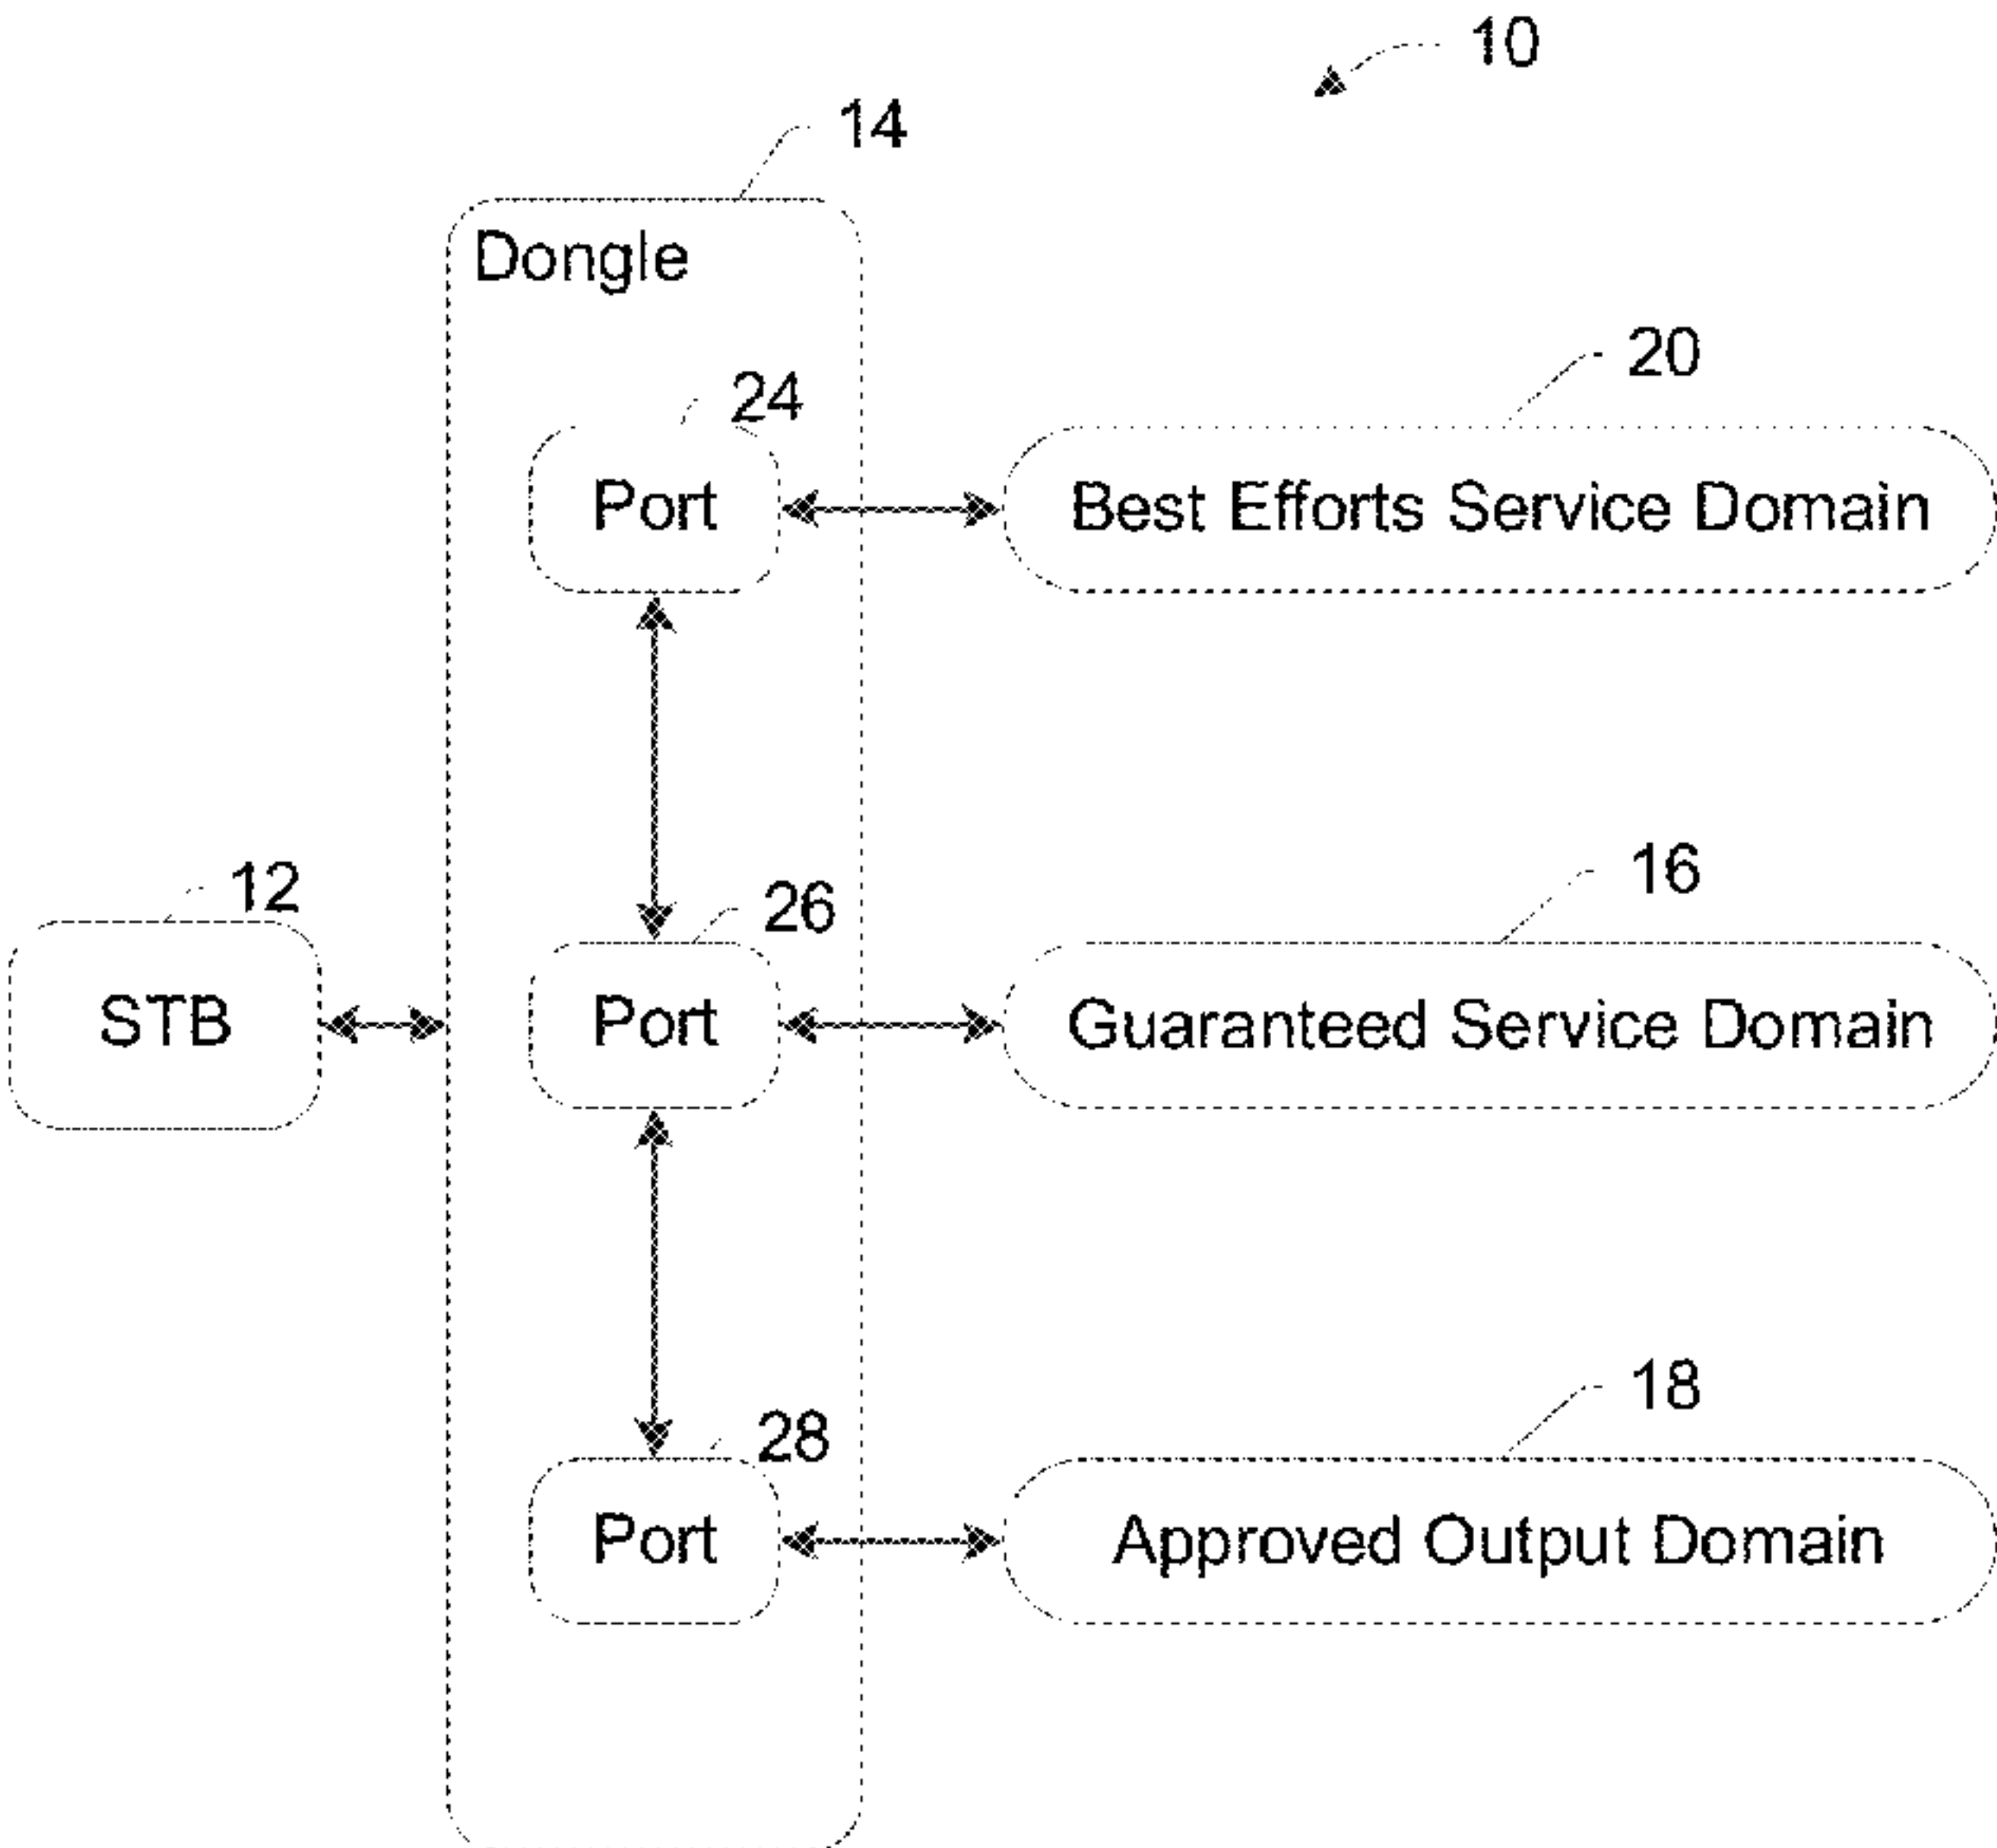 10
14
Dongle
20
24
Port
Best Efforts Service Domain
12
26
16
STB
Port
Guaranteed Service Domain
28
18
Port
Approved Output Domain